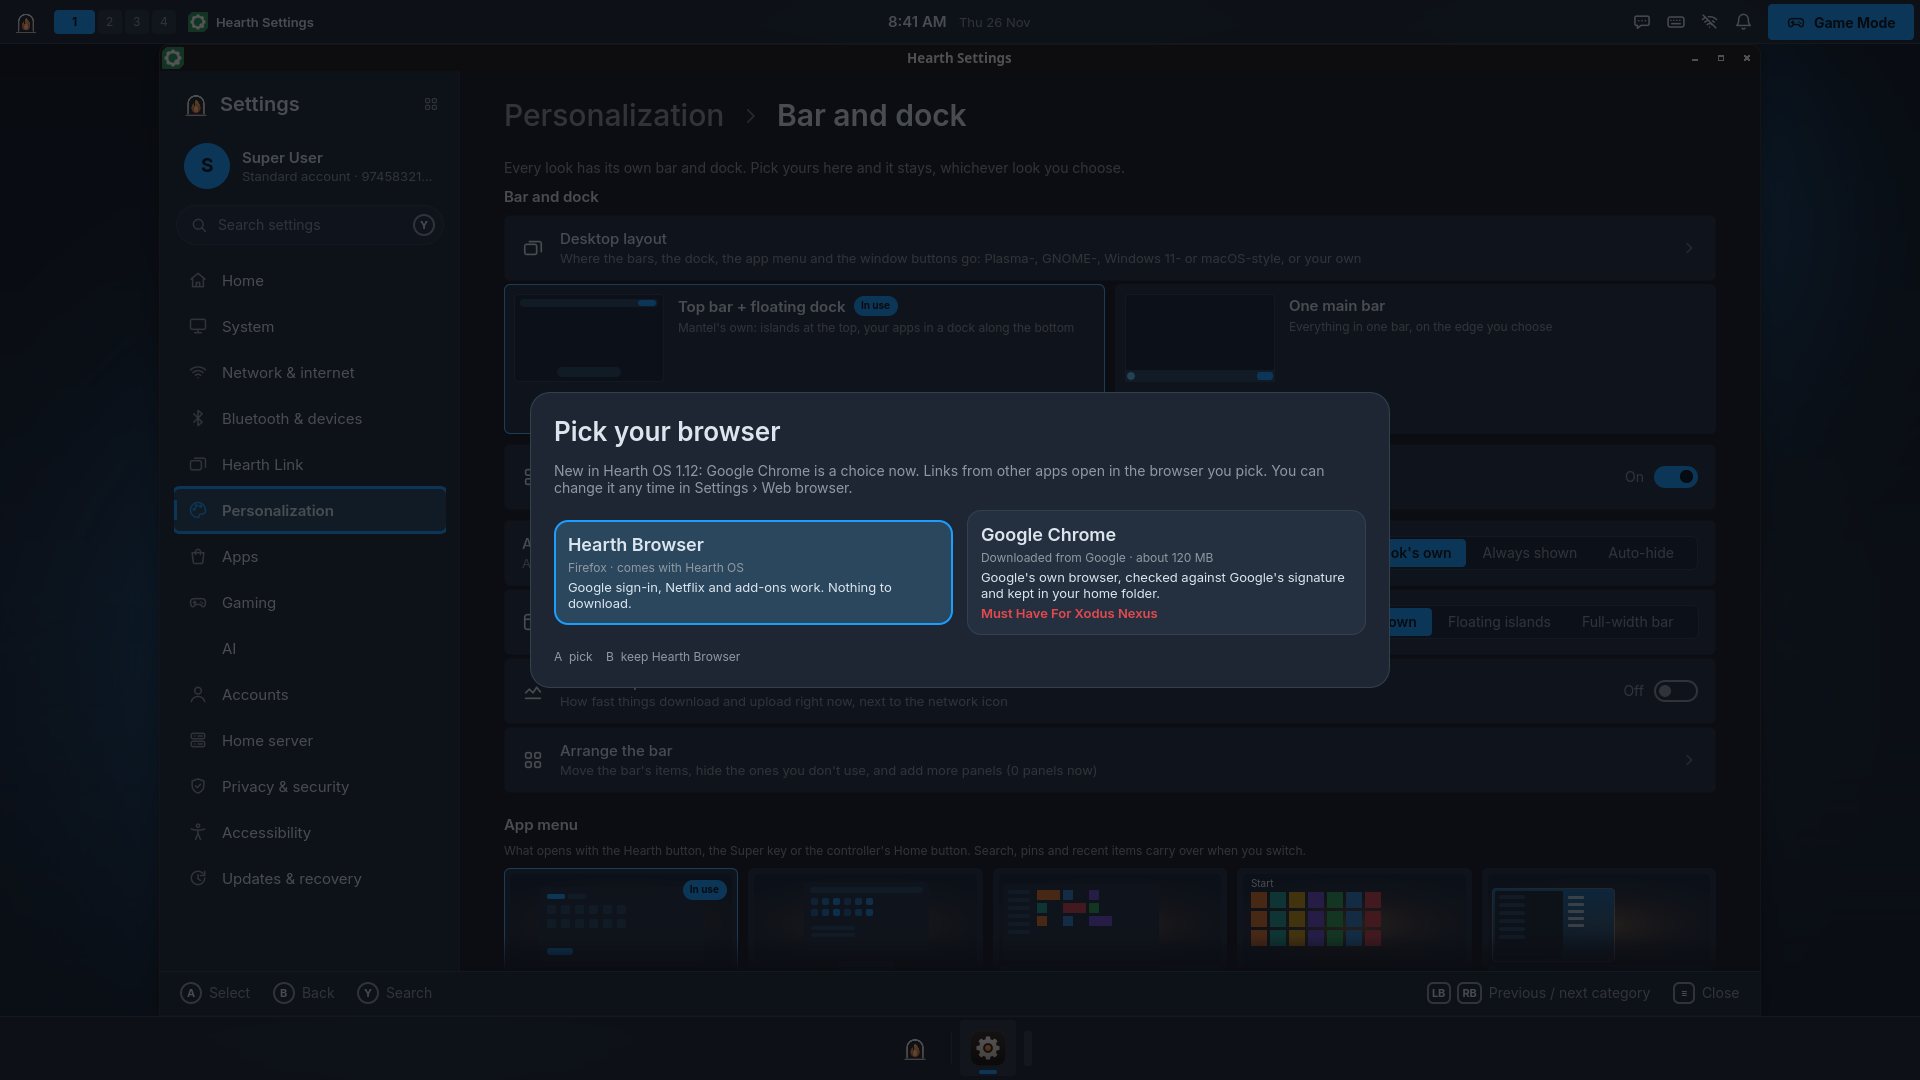 1
2
3
4
Hearth Settings
8:41 AM
Thu 26 Nov
Game Mode
Hearth Settings
Settings
S
Super User
Standard account · 97458321...
Search settings
Y
Home
System
Network & internet
Bluetooth & devices
Hearth Link
Personalization
Apps
Gaming
AI
Accounts
Home server
Privacy & security
Accessibility
Updates & recovery
Personalization › Bar and dock
Every look has its own bar and dock. Pick yours here and it stays, whichever look you choose.
Bar and dock
Desktop layout
Where the bars, the dock, the app menu and the window buttons go: Plasma-, GNOME-, Windows 11- or macOS-style, or your own
Top bar + floating dock
In use
Mantel's own: islands at the top, your apps in a dock along the bottom
One main bar
Everything in one bar, on the edge you choose
On
Always shown
Auto-hide
Floating islands
Full-width bar
Pick your browser
New in Hearth OS 1.12: Google Chrome is a choice now. Links from other apps open in the browser you pick. You can
change it any time in Settings › Web browser.
Hearth Browser
Firefox · comes with Hearth OS
Google sign-in, Netflix and add-ons work. Nothing to
download.
Google Chrome
Downloaded from Google · about 120 MB
Google's own browser, checked against Google's signature
and kept in your home folder.
Must Have For Xodus Nexus
A pick B keep Hearth Browser
How fast things download and upload right now, next to the network icon
Off
Arrange the bar
Move the bar's items, hide the ones you don't use, and add more panels (0 panels now)
App menu
What opens with the Hearth button, the Super key or the controller's Home button. Search, pins and recent items carry over when you switch.
In use
Start
A Select
B Back
Y Search
LB RB Previous / next category
≡ Close